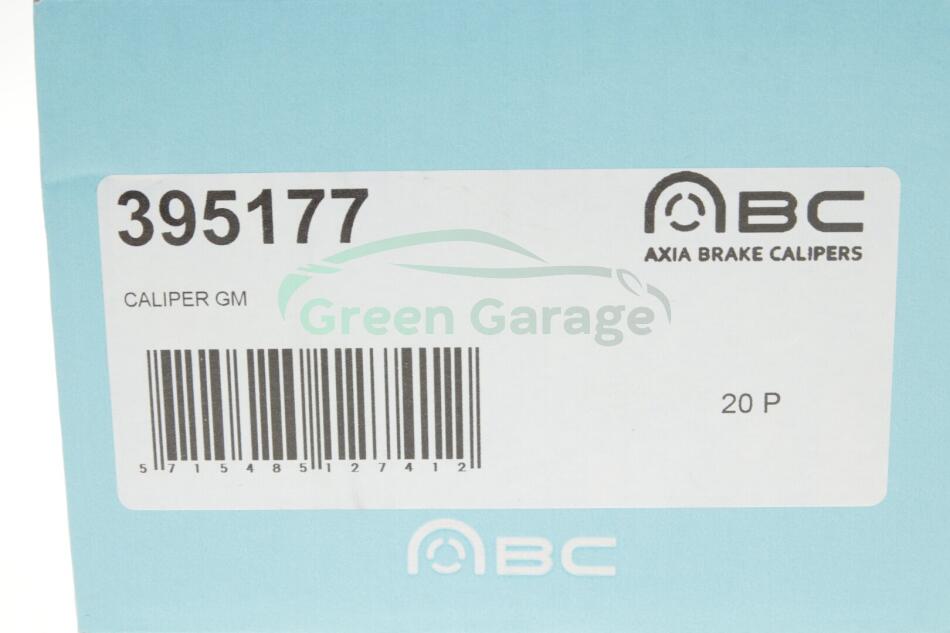 395177
ABC
AXIA BRAKE CALIPERS
CALIPER GM
Green Garage
20 P
5 715485 127412
ABC